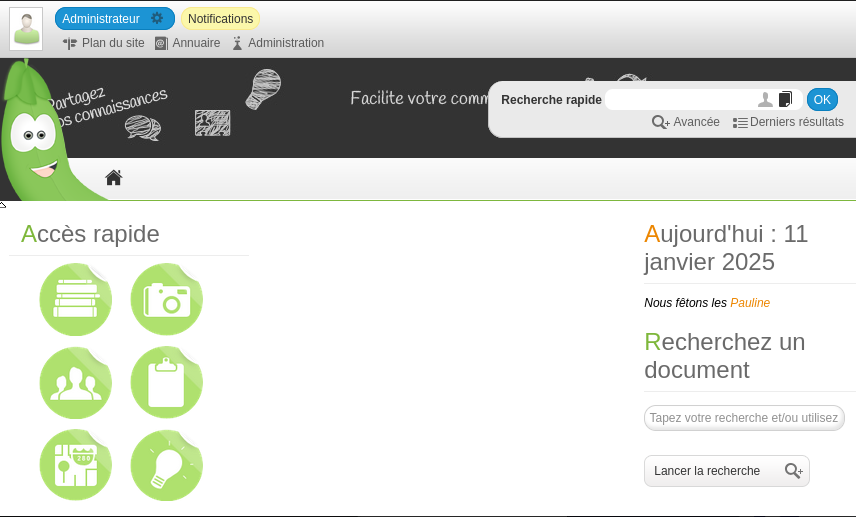 Administrateur
Notifications
Plan du site
Annuaire
Administration
Partagez
vos connaissances
Facilite votre comm
Recherche rapide
OK
Avancée
Derniers résultats
Accès rapide
Aujourd'hui : 11
janvier 2025
Nous fêtons les Pauline
Recherchez un
document
Tapez votre recherche et/ou utilisez
Lancer la recherche